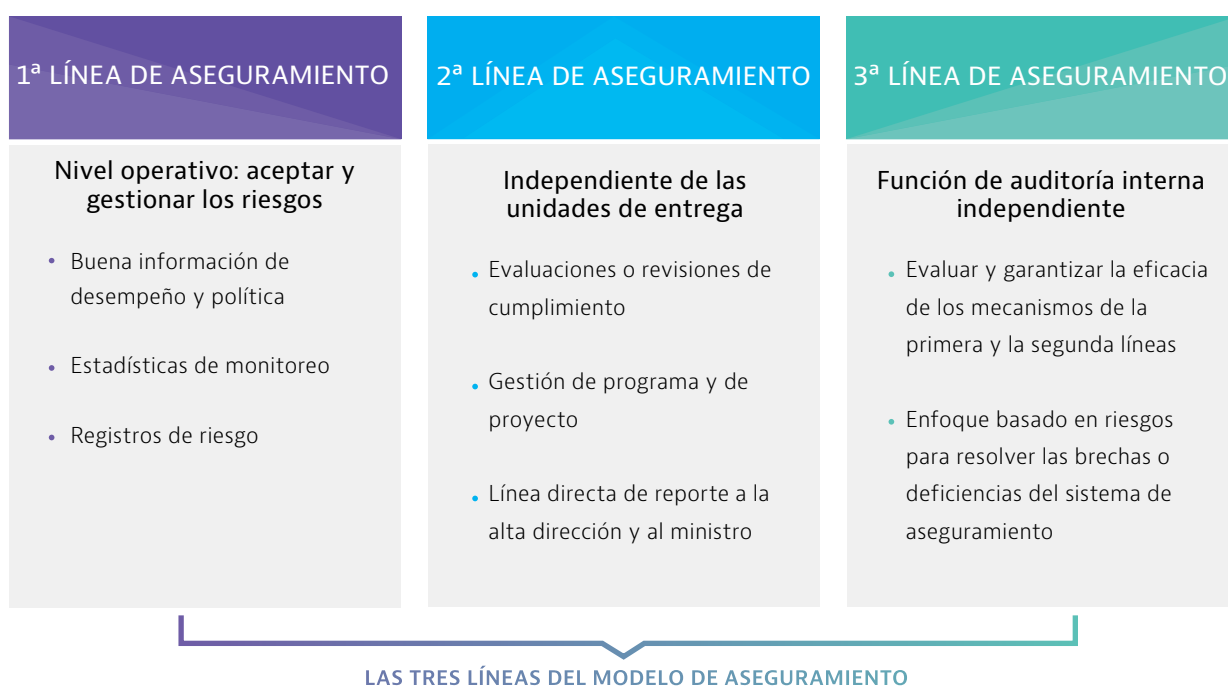 1ª LÍNEA DE ASEGURAMIENTO
Nivel operativo: aceptar y
gestionar los riesgos
• Buena información de
desempeño y política
• Estadísticas de monitoreo
• Registros de riesgo
2ª LÍNEA DE ASEGURAMIENTO
Independiente de las
unidades de entrega
• Evaluaciones o revisiones de
cumplimiento
• Gestión de programa y de
proyecto
• Línea directa de reporte a la
alta dirección y al ministro
3ª LÍNEA DE ASEGURAMIENTO
Función de auditoría interna
independiente
• Evaluar y garantizar la eficacia
de los mecanismos de la
primera y la segunda líneas
• Enfoque basado en riesgos
para resolver las brechas o
deficiencias del sistema de
aseguramiento
LAS TRES LÍNEAS DEL MODELO DE ASEGURAMIENTO